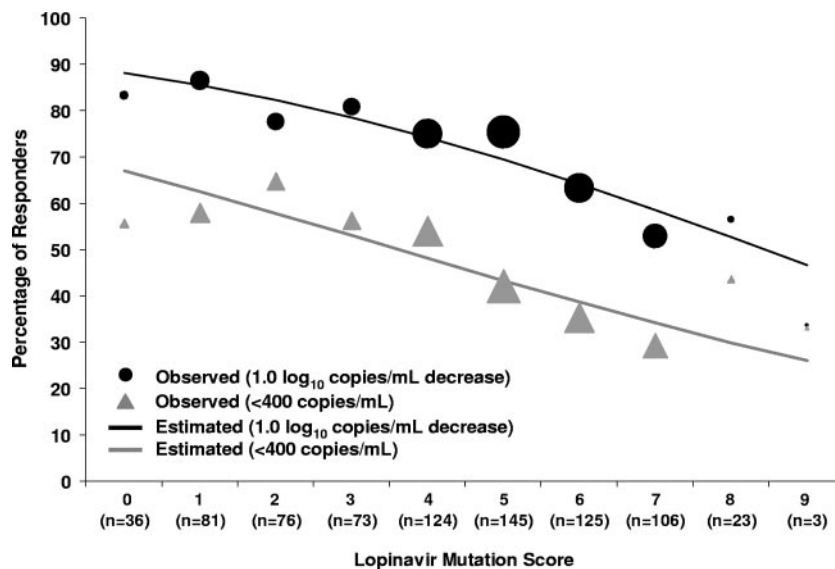 100
90
80
70
60
50
40
30
20
10
0
Percentage of Responders
Observed (1.0 log₁₀ copies/mL decrease)
Observed (<400 copies/mL)
Estimated (1.0 log₁₀ copies/mL decrease)
Estimated (<400 copies/mL)
0 1 2 3 4 5 6 7 8 9
(n=36) (n=81) (n=76) (n=73) (n=124) (n=145) (n=125) (n=106) (n=23) (n=3)
Lopinavir Mutation Score